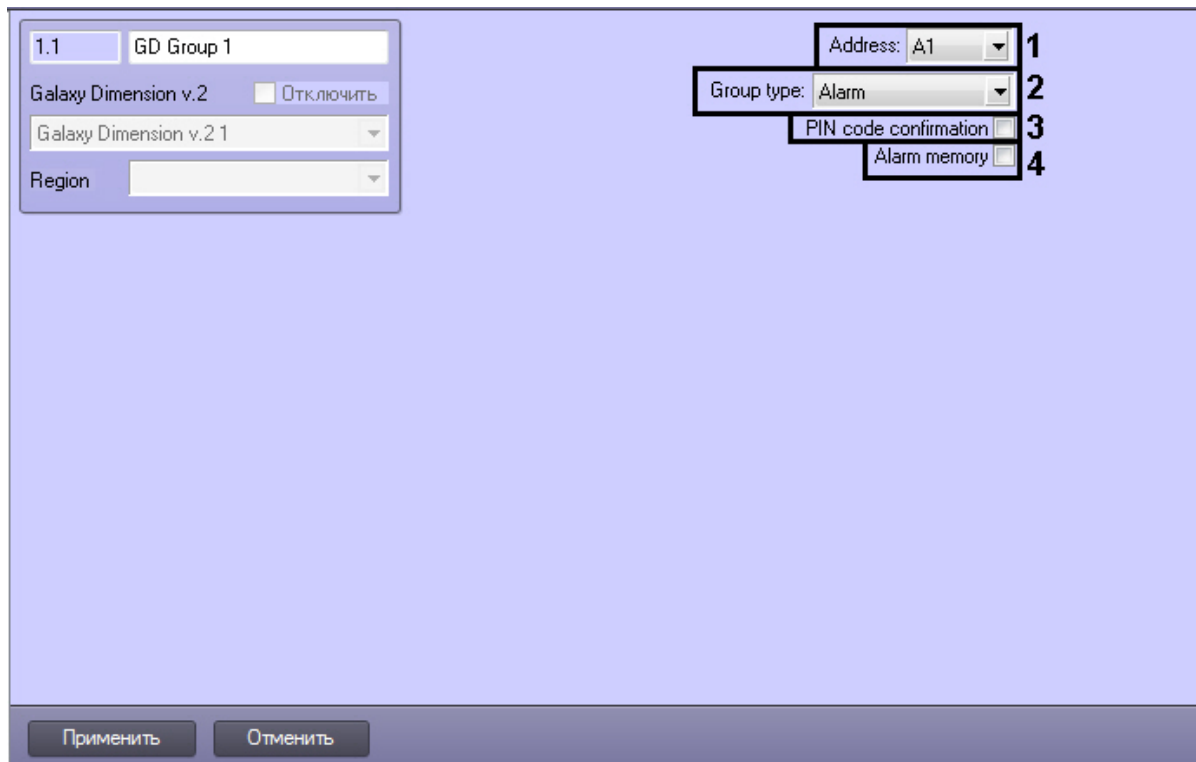 1.1 GD Group 1
Galaxy Dimension v.2 Отключить
Galaxy Dimension v.2 1
Region
Address: A1 1
Group type: Alarm 2
PIN code confirmation 3
Alarm memory 4
Применить Отменить